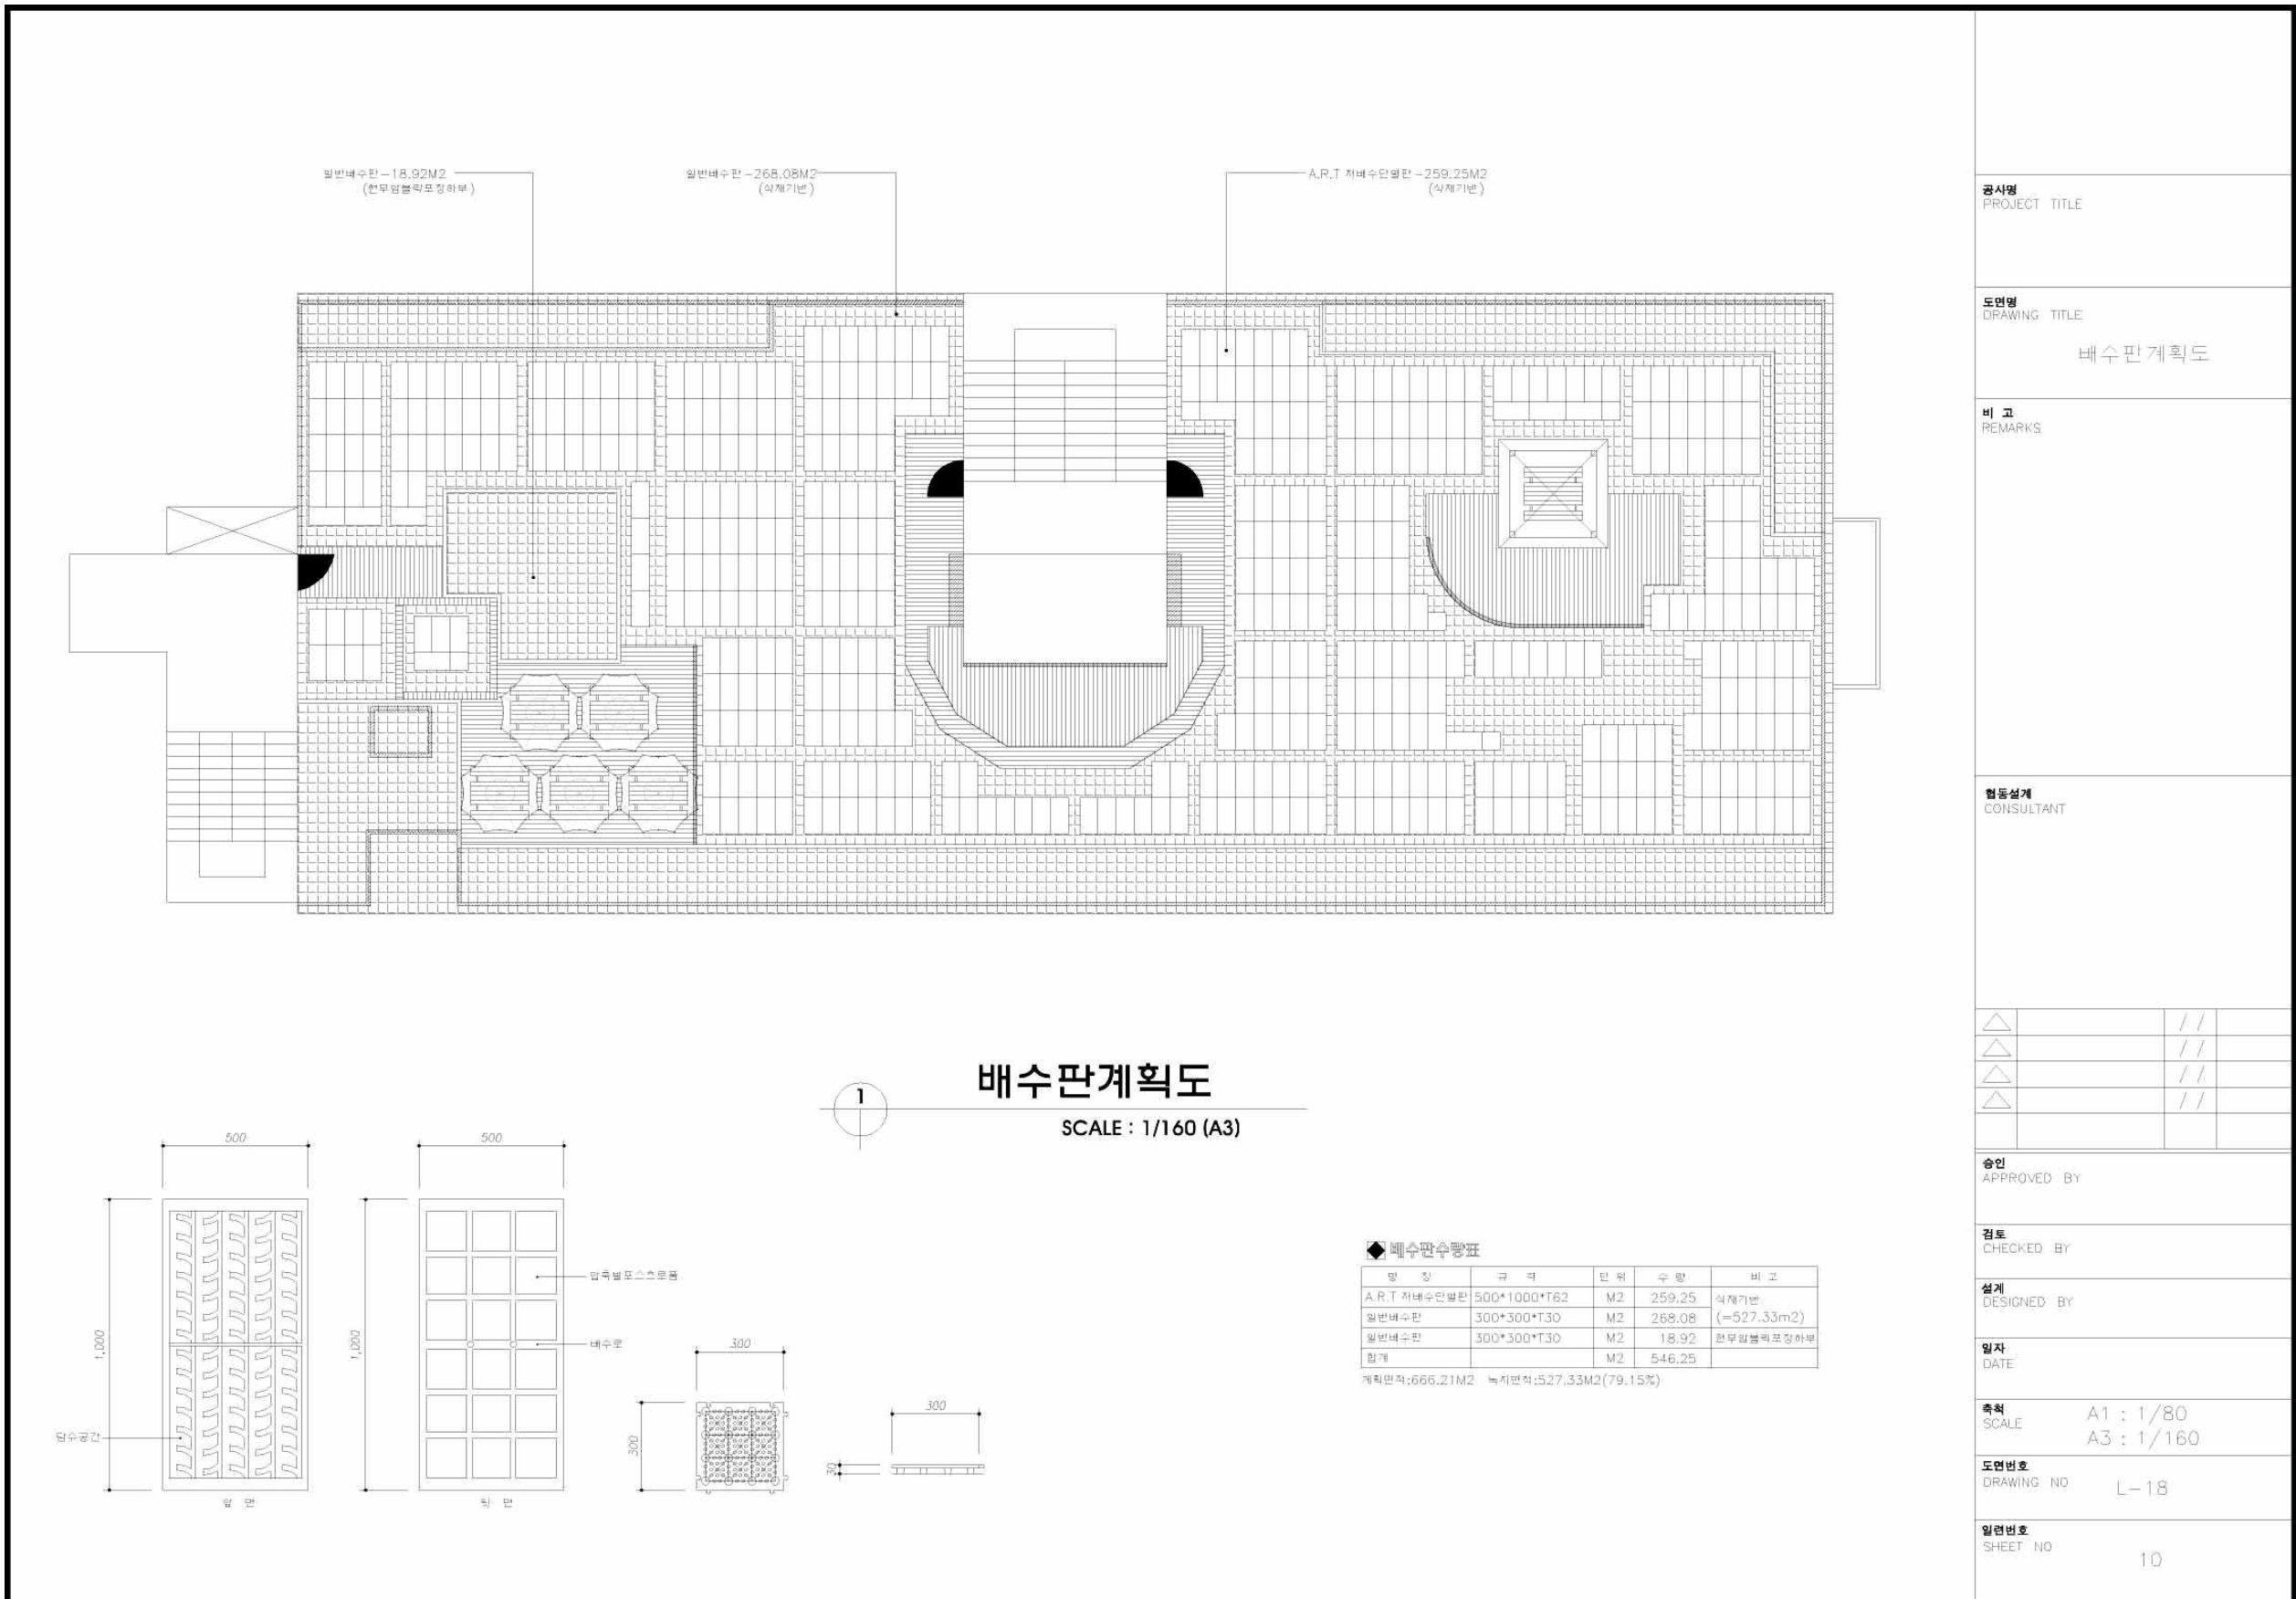 일반배수판-18.92M2
(현무암블럭포장하부)
일반배수판-268.08M2
(식재기반)
A.R.T 저배수단열판-259.25M2
(식재기반)
배수판계획도
1
SCALE : 1/160 (A3)
500
1,000
담수공간
앞 면
500
1,000
압축발포스츠로폼
배수로
뒷 면
300
300
300
30
배수판수량표
명 칭 규 격 단 위 수 량 비 고
A.R.T 저배수단열판 500*1000*T62 M2 259.25 식재기반
일반배수판 300*300*T30 M2 268.08 (=527.33m2)
일반배수판 300*300*T30 M2 18.92 현무암블럭포장하부
합계 M2 546.25
계획면적:666.21M2 녹지면적:527.33M2(79.15%)
공사명
PROJECT TITLE
도면명
DRAWING TITLE
배수판계획도
비 고
REMARKS
협동설계
CONSULTANT
/ /
/ /
/ /
/ /
승인
APPROVED BY
검토
CHECKED BY
설계
DESIGNED BY
일자
DATE
축척
SCALE
A1 : 1/80
A3 : 1/160
도면번호
DRAWING NO
L-18
일련번호
SHEET NO
10